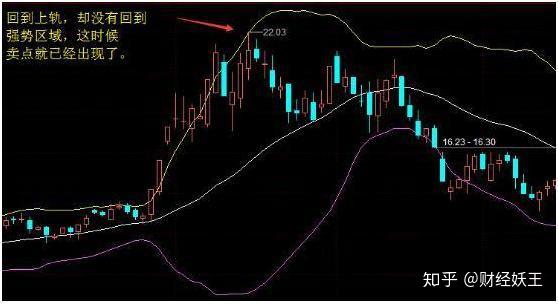 回到上轨，却没有回到
强势区域，这时候
卖点就已经出现了。
22.03
16.23 - 16.30
知乎 @财经妖王